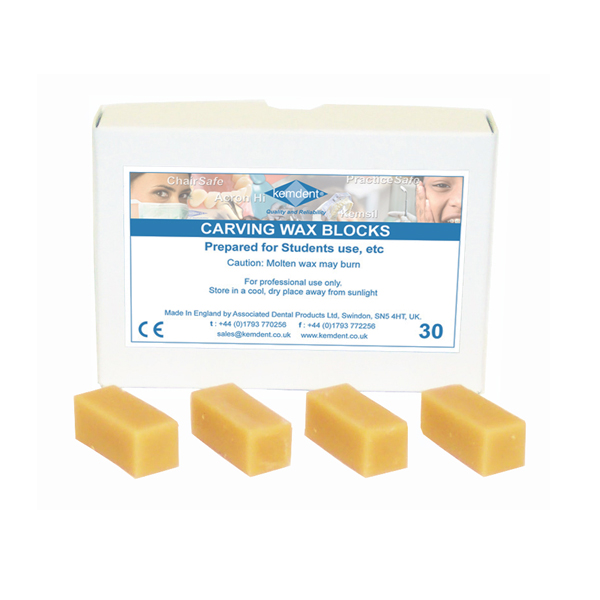 ChairSafe
PracticeSafe
Acron Hi
kemdent®
Kemsil
Quality and Reliability
CARVING WAX BLOCKS
Prepared for Students use, etc
Caution: Molten wax may burn
For professional use only.
Store in a cool, dry place away from sunlight
Made In England by Associated Dental Products Ltd, Swindon, SN5 4HT, UK.
t : +44 (0)1793 770256 f : +44 (0)1793 772256
sales@kemdent.co.uk www.kemdent.co.uk
CE
30